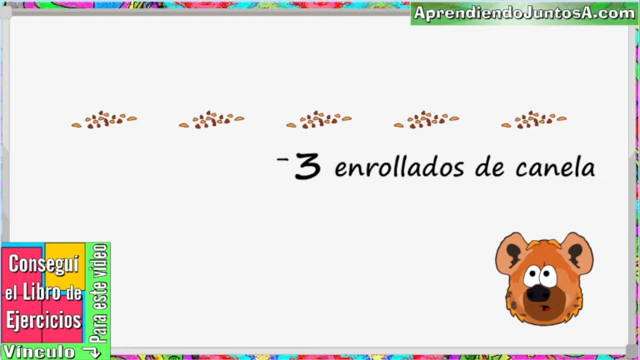 AprendiendoJuntosA.com
- 3 enrollados de canela
Conseguí
el Libro de
Ejercicios
Vínculo
Para este video